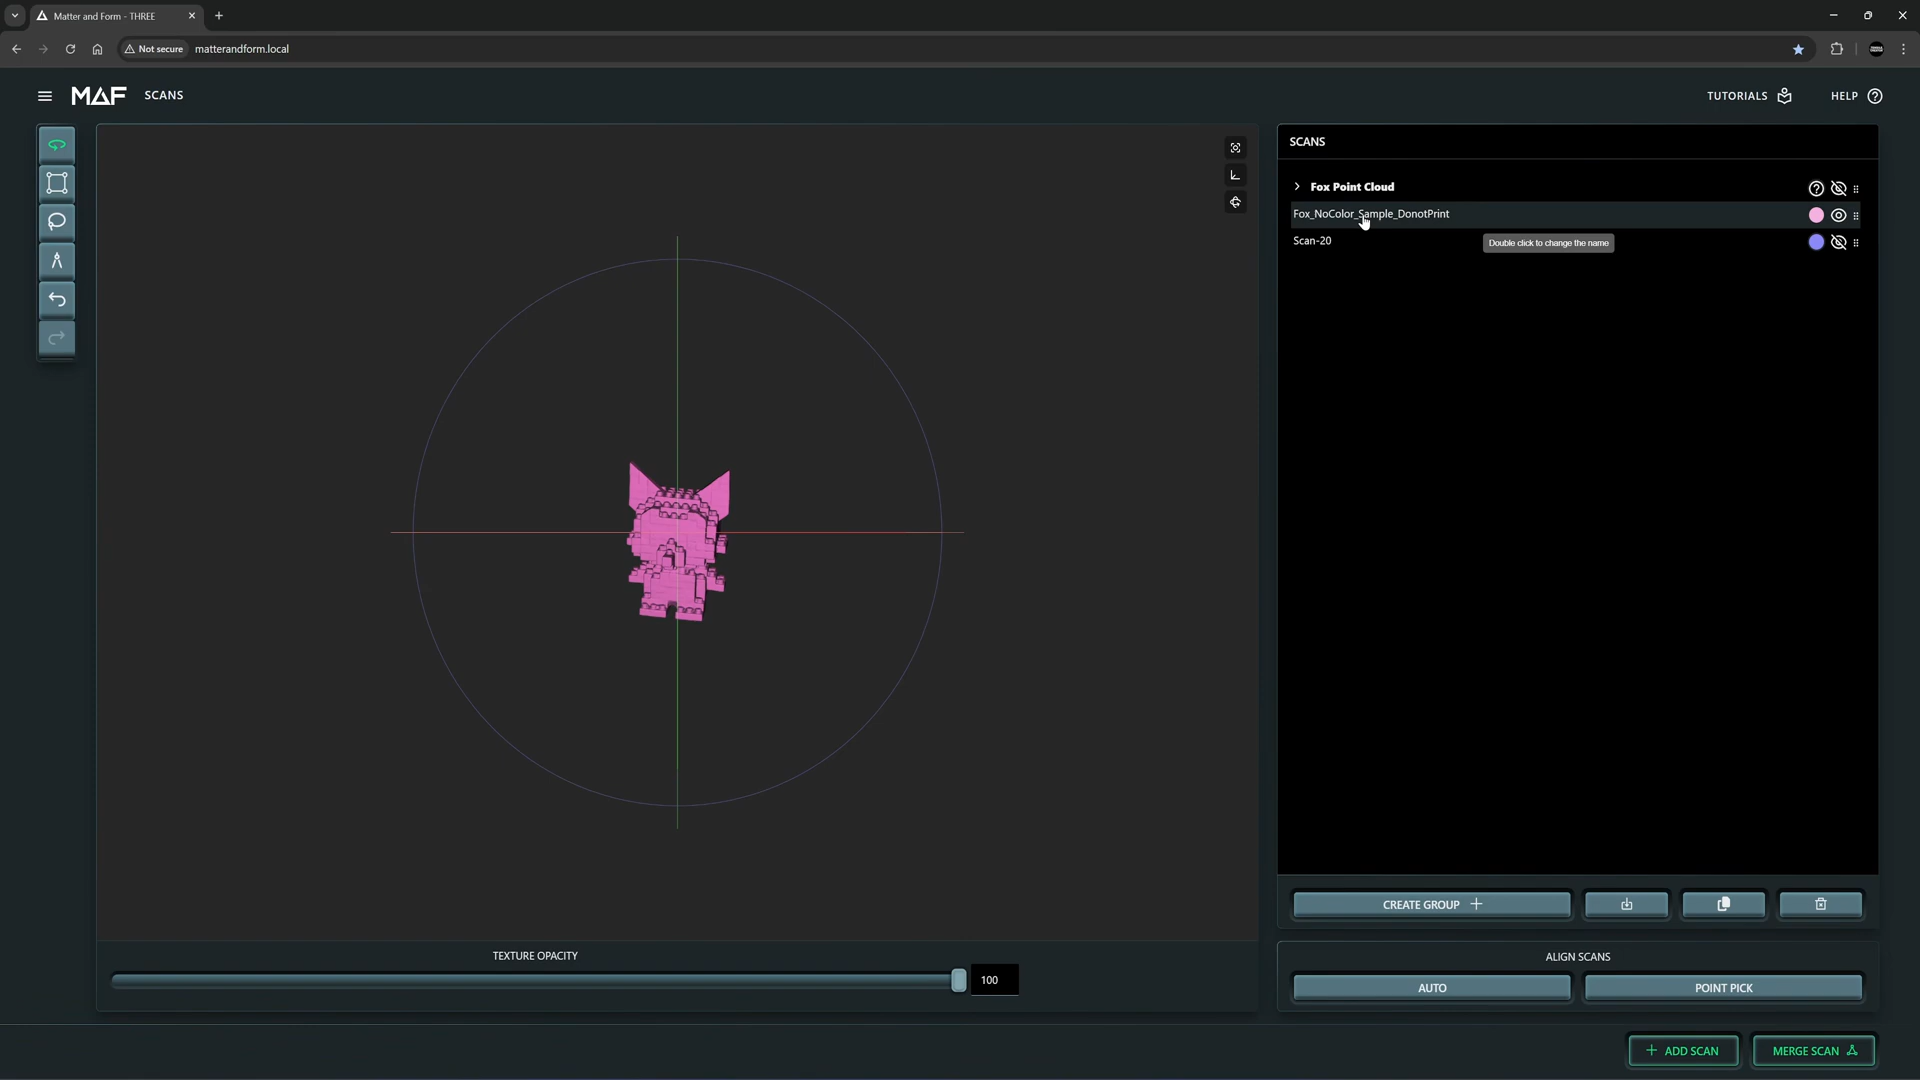 Matter and Form - THREE
Not secure
matterandform.local
MAF
SCANS
TUTORIALS
HELP
SCANS
Fox Point Cloud
Fox_NoColor_Sample_DonotPrint
Scan-20
Double click to change the name
CREATE GROUP
TEXTURE OPACITY
100
ALIGN SCANS
AUTO
POINT PICK
ADD SCAN
MERGE SCAN